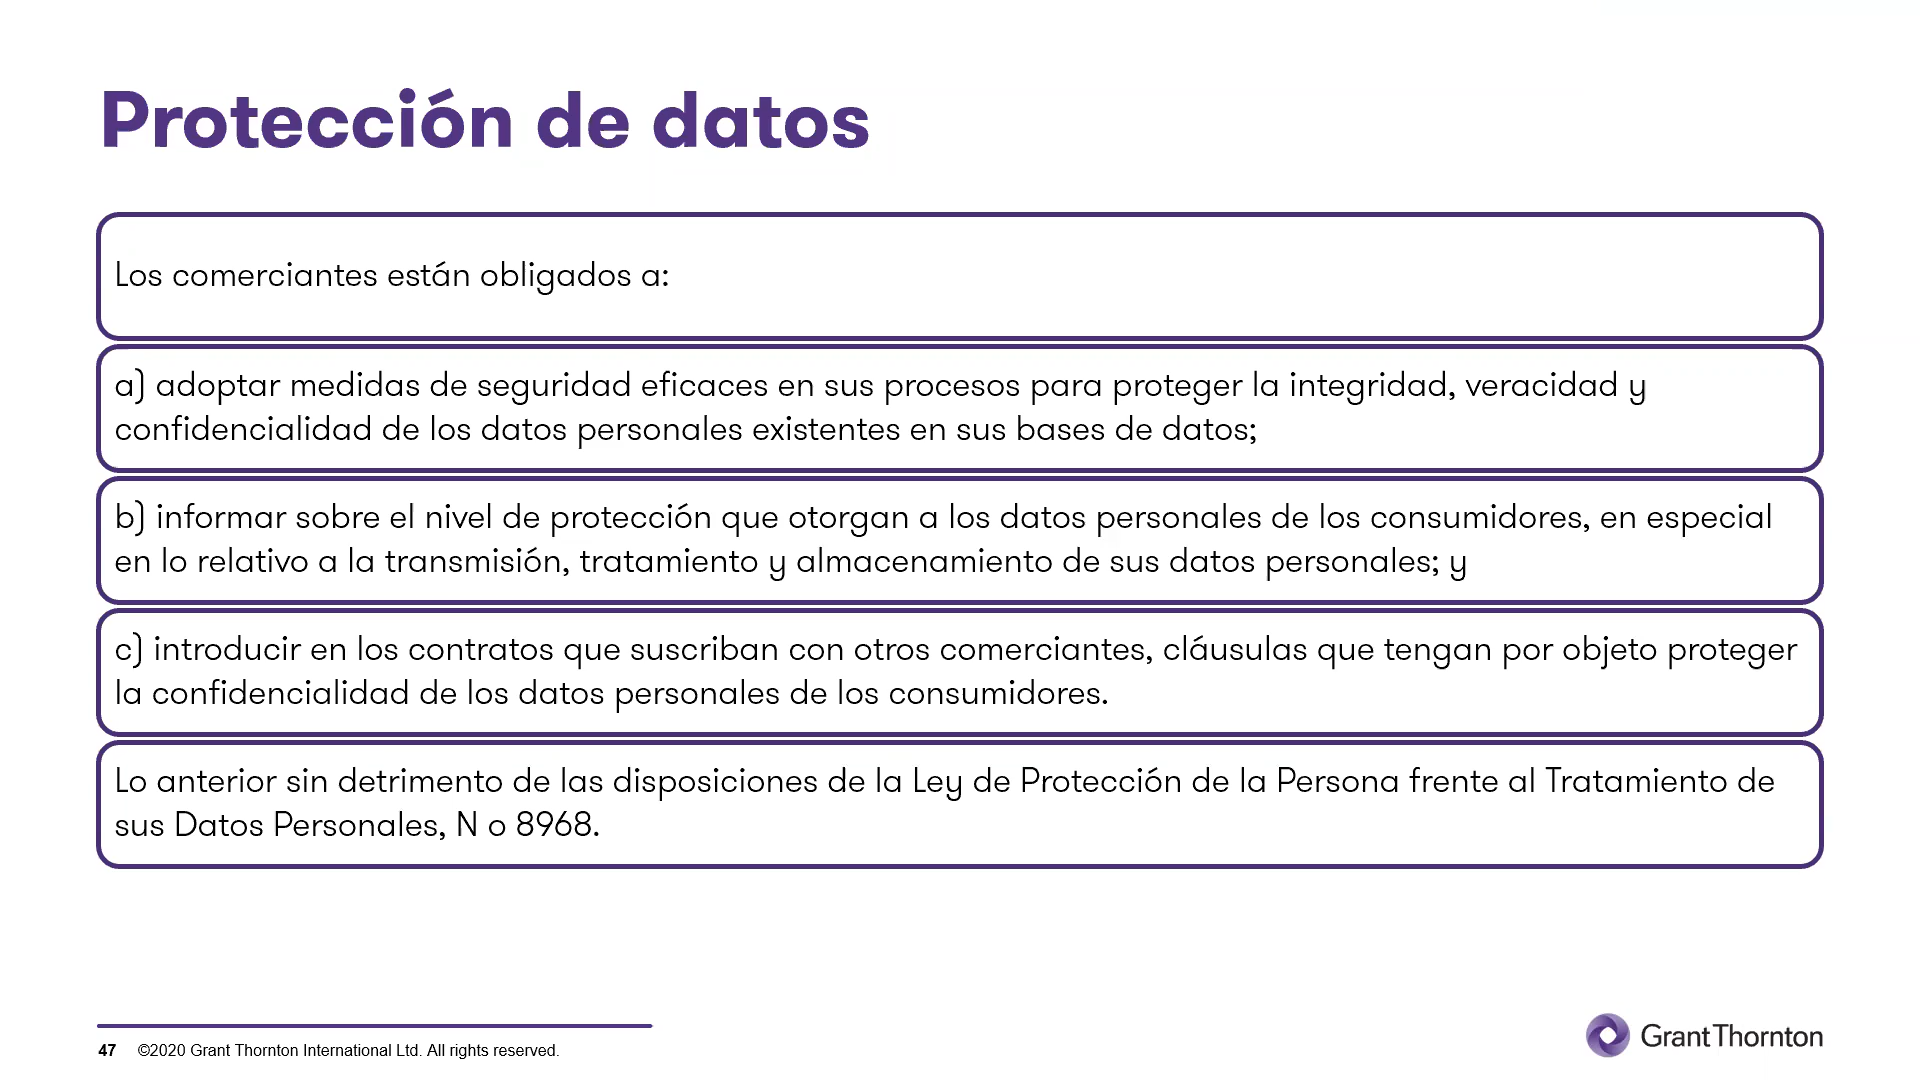 Protección de datos
Los comerciantes están obligados a:
a) adoptar medidas de seguridad eficaces en sus procesos para proteger la integridad, veracidad y
confidencialidad de los datos personales existentes en sus bases de datos;
b) informar sobre el nivel de protección que otorgan a los datos personales de los consumidores, en especial
en lo relativo a la transmisión, tratamiento y almacenamiento de sus datos personales; y
c) introducir en los contratos que suscriban con otros comerciantes, cláusulas que tengan por objeto proteger
la confidencialidad de los datos personales de los consumidores.
Lo anterior sin detrimento de las disposiciones de la Ley de Protección de la Persona frente al Tratamiento de
sus Datos Personales, N o 8968.
47 ©2020 Grant Thornton International Ltd. All rights reserved.
Grant Thornton